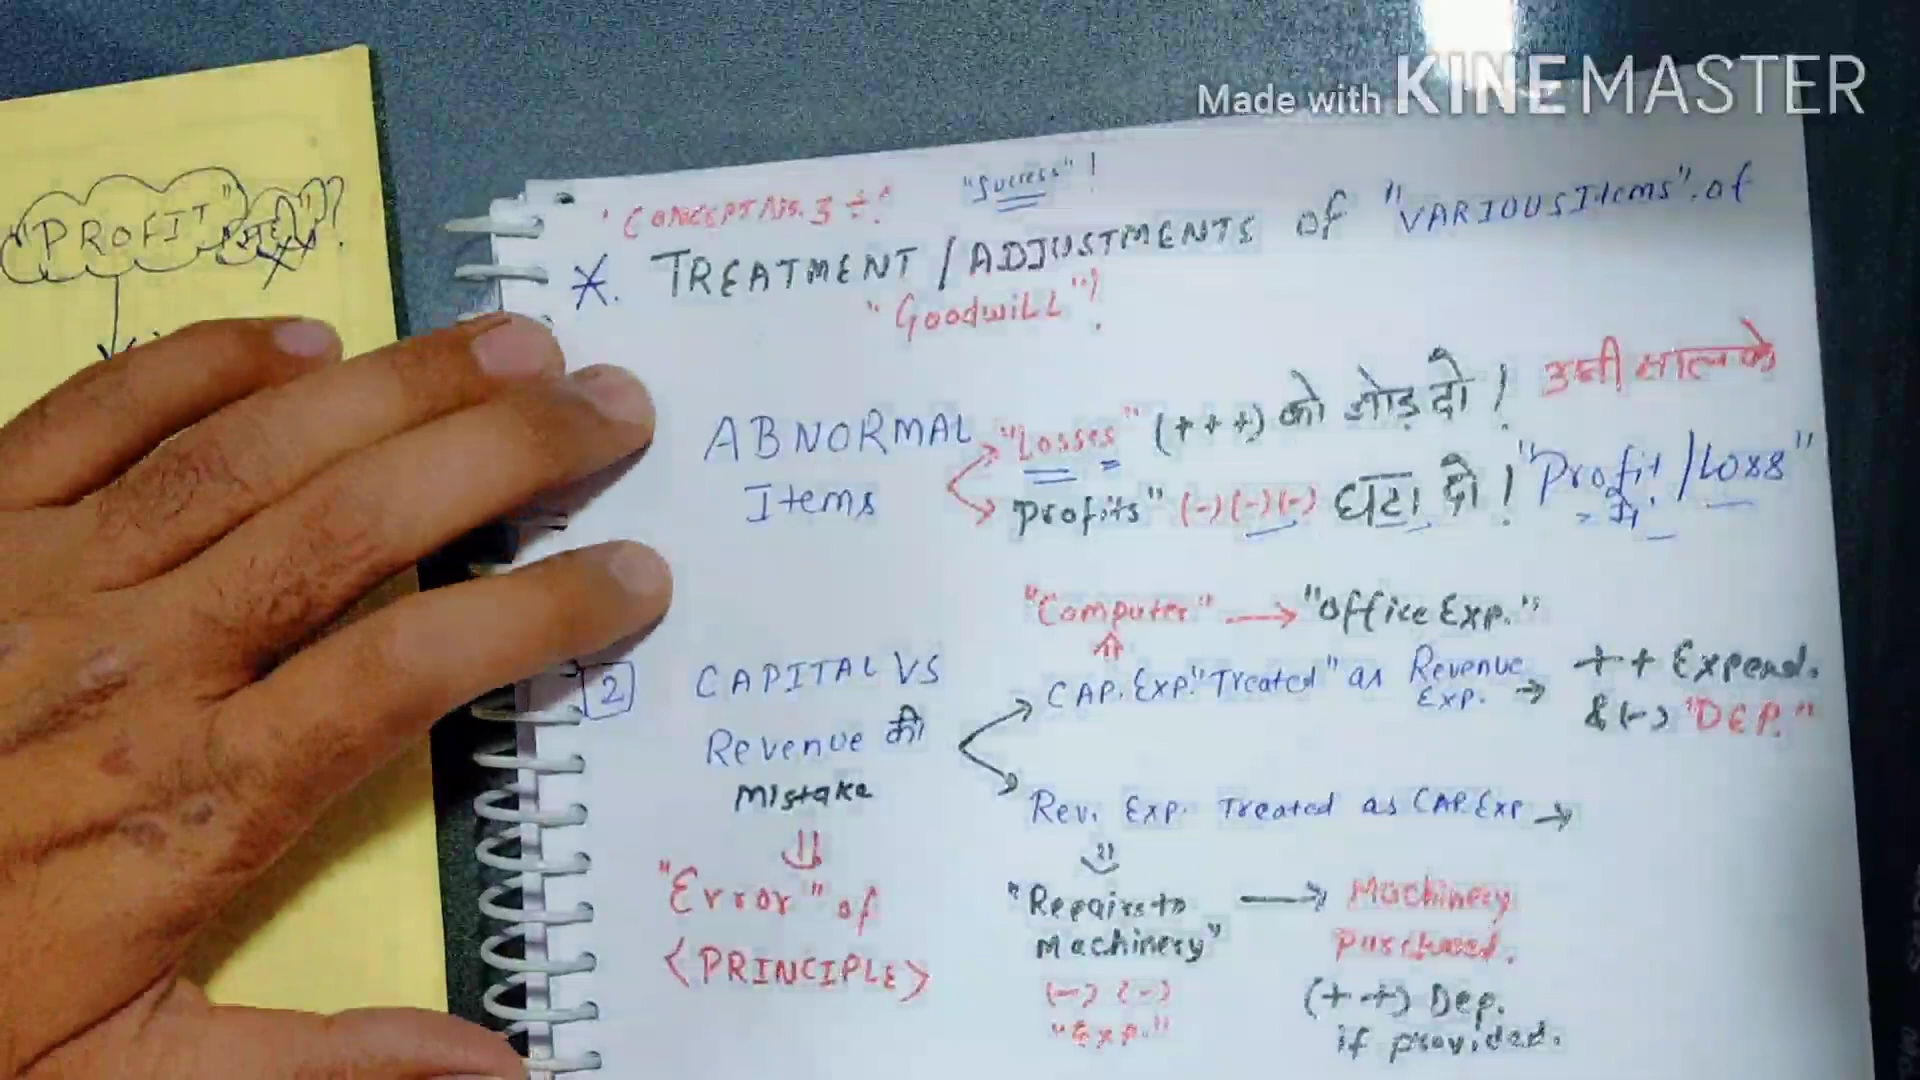 Made with KINEMASTER
"PROFIT"
"Success" !
"CONCEPT No. 3 ÷."
*. TREATMENT / ADJUSTMENTS of "VARIOUS Items" of
"GoodwiLL" !
ABNORMAL Items
"Losses" (+++) को जोड़ दो ! उसी साल के
Profits" (-)(-)(-) घटा दो ! "Profit / Loss"
में
"Computer" → "office Exp."
2 CAPITAL VS Revenue की Mistake
CAP. Exp. "Treated" as Revenue Exp. → ++ Expend. & (-) "DEP."
Rev. Exp. Treated as CAP. Exp →
"Error" of <PRINCIPLE>
"Repairs to Machinery" → Machinery purchased.
(-) (-) "Exp."
(++) Dep. if provided.